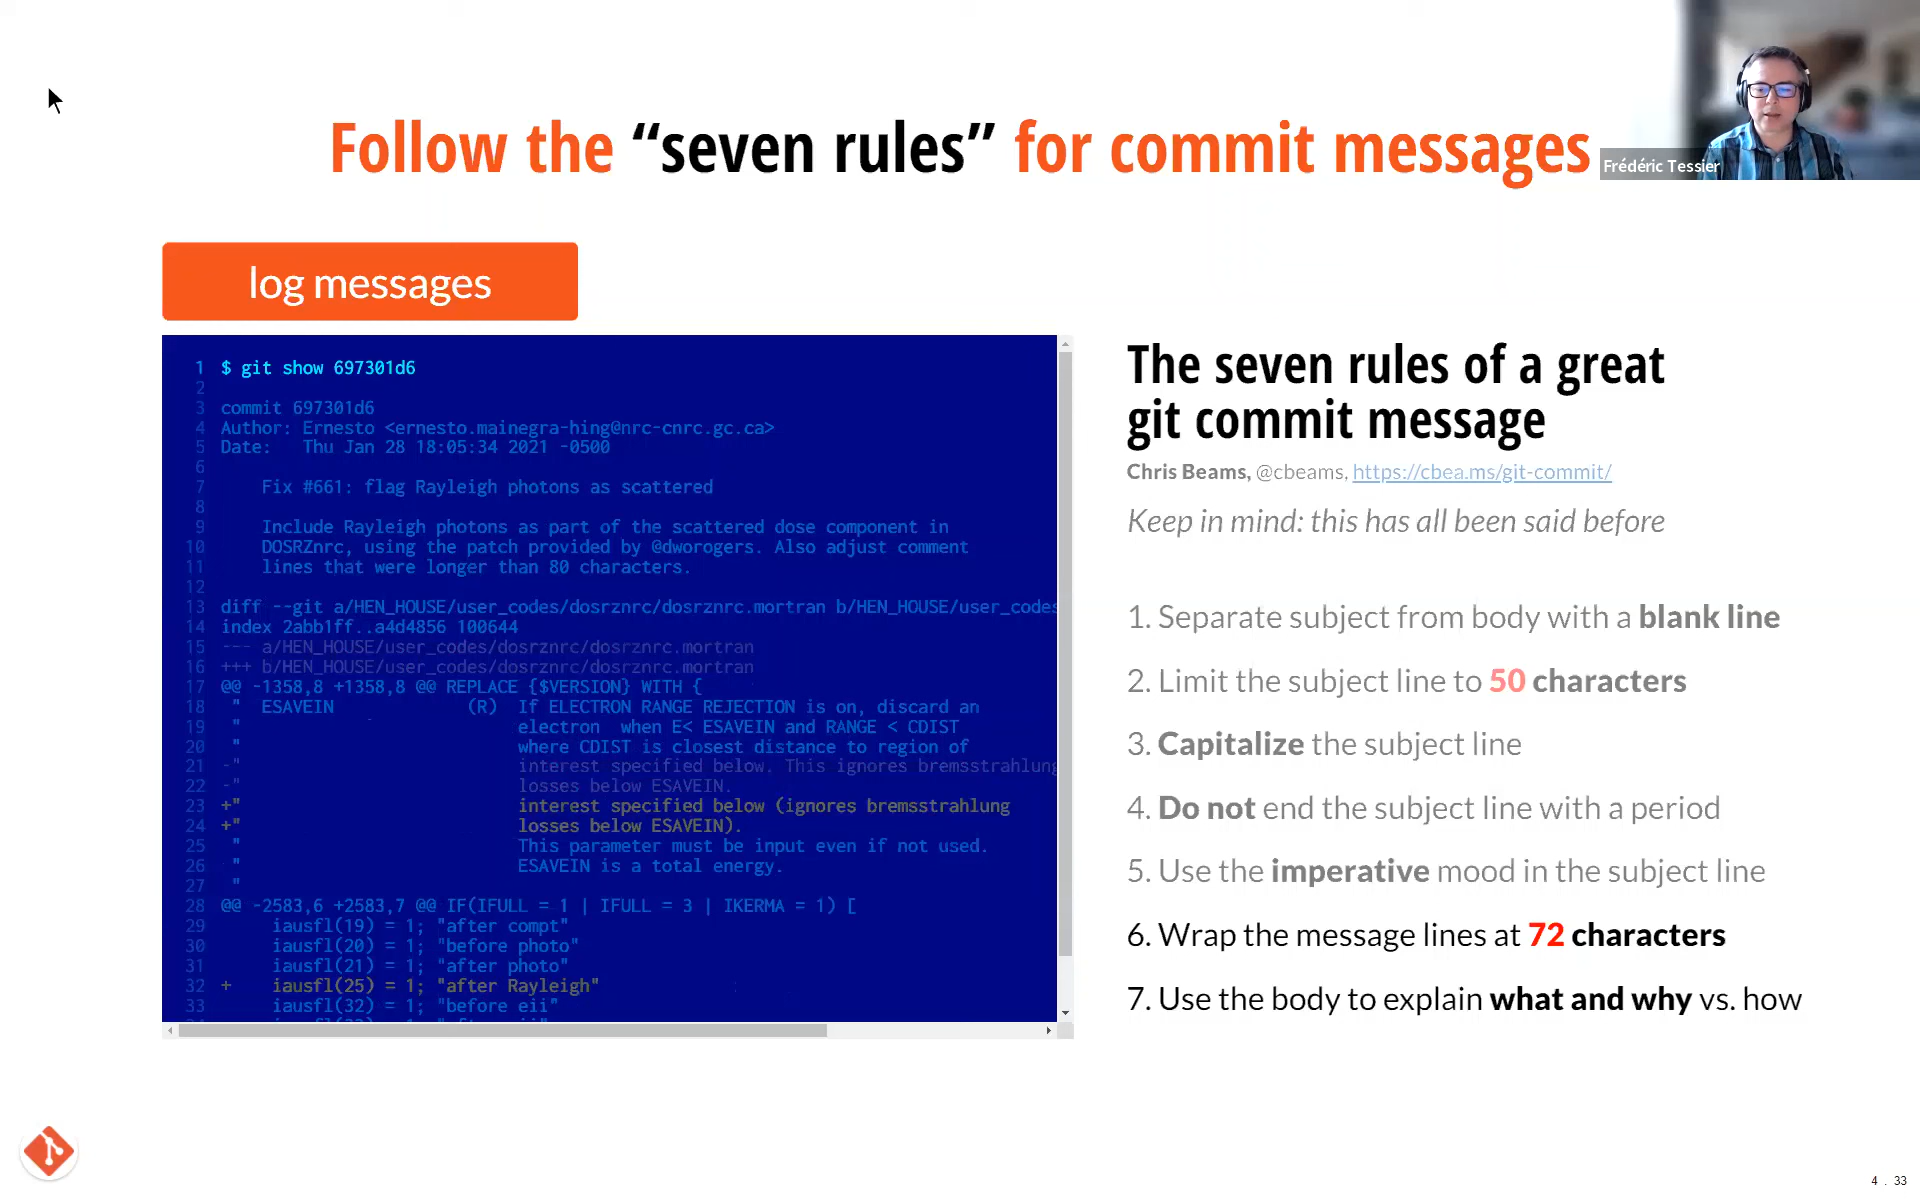 Follow the “seven rules” for commit messages
Frédéric Tessier
log messages
1 $ git show 697301d6
2
3 commit 697301d6
4 Author: Ernesto <ernesto.mainegra-hing@nrc-cnrc.gc.ca>
5 Date:   Thu Jan 28 18:05:34 2021 -0500
6
7     Fix #661: flag Rayleigh photons as scattered
8
9     Include Rayleigh photons as part of the scattered dose component in
10     DOSRZnrc, using the patch provided by @dworogers. Also adjust comment
11     lines that were longer than 80 characters.
12
13 diff --git a/HEN_HOUSE/user_codes/dosrznrc/dosrznrc.mortran b/HEN_HOUSE/user_codes
14 index 2abb1ff..a4d4856 100644
15 --- a/HEN_HOUSE/user_codes/dosrznrc/dosrznrc.mortran
16 +++ b/HEN_HOUSE/user_codes/dosrznrc/dosrznrc.mortran
17 @@ -1358,8 +1358,8 @@ REPLACE {$VERSION} WITH {
18  "  ESAVEIN             (R)  If ELECTRON RANGE REJECTION is on, discard an
19  "                           electron  when E< ESAVEIN and RANGE < CDIST
20  "                           where CDIST is closest distance to region of
21 -"                           interest specified below. This ignores bremsstrahlung
22 -"                           losses below ESAVEIN.
23 +"                           interest specified below (ignores bremsstrahlung
24 +"                           losses below ESAVEIN).
25  "                           This parameter must be input even if not used.
26  "                           ESAVEIN is a total energy.
27  "
28 @@ -2583,6 +2583,7 @@ IF(IFULL = 1 | IFULL = 3 | IKERMA = 1) [
29      iausfl(19) = 1; "after compt"
30      iausfl(20) = 1; "before photo"
31      iausfl(21) = 1; "after photo"
32 +    iausfl(25) = 1; "after Rayleigh"
33      iausfl(32) = 1; "before eii"
The seven rules of a great
git commit message
Chris Beams, @cbeams, https://cbea.ms/git-commit/
Keep in mind: this has all been said before
1. Separate subject from body with a blank line
2. Limit the subject line to 50 characters
3. Capitalize the subject line
4. Do not end the subject line with a period
5. Use the imperative mood in the subject line
6. Wrap the message lines at 72 characters
7. Use the body to explain what and why vs. how
4 . 33